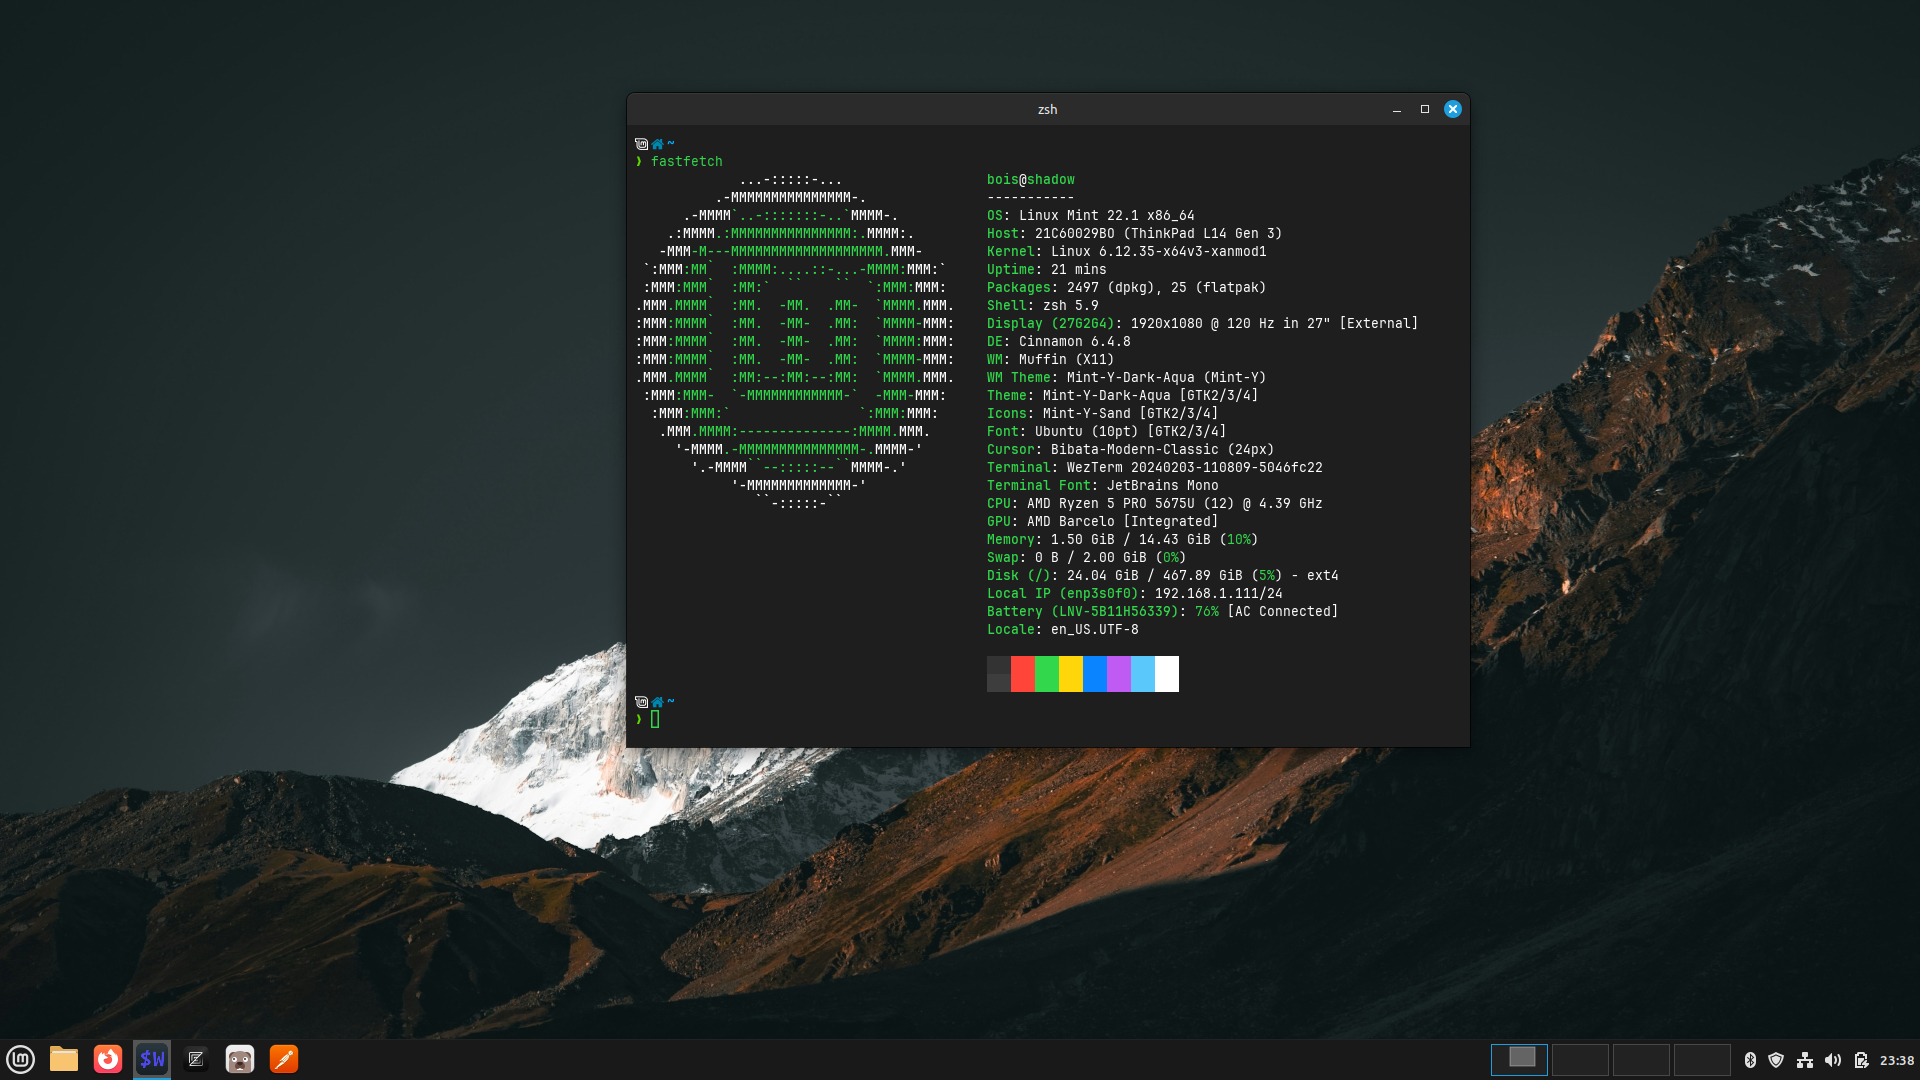 zsh
~
❯ fastfetch
...-:::::-...
.-MMMMMMMMMMMMMMM-.
.-MMMM`..-:::::::-..`MMMM-.
.:MMMM.:MMMMMMMMMMMMMMM:.MMMM:.
-MMM-M---MMMMMMMMMMMMMMMMMMM.MMM-
`:MMM:MM`  :MMMM:....::-...-MMMM:MMM:`
:MMM:MMM`  :MM:`  ``    ``  `:MMM:MMM:
.MMM.MMMM`  :MM.  -MM.  .MM-  `MMMM.MMM.
:MMM:MMMM`  :MM.  -MM-  .MM:  `MMMM-MMM:
:MMM:MMMM`  :MM.  -MM-  .MM:  `MMMM:MMM:
:MMM:MMMM`  :MM.  -MM-  .MM:  `MMMM-MMM:
.MMM.MMMM`  :MM:--:MM:--:MM:  `MMMM.MMM.
:MMM:MMM-  `-MMMMMMMMMMMM-`  -MMM-MMM:
:MMM:MMM:`                `:MMM:MMM:
.MMM.MMMM:--------------:MMMM.MMM.
'-MMMM.-MMMMMMMMMMMMMMM-.MMMM-'
'.-MMMM``--:::::--``MMMM-.'
'-MMMMMMMMMMMMM-'
``-:::::-``
bois@shadow
-----------
OS: Linux Mint 22.1 x86_64
Host: 21C60029BO (ThinkPad L14 Gen 3)
Kernel: Linux 6.12.35-x64v3-xanmod1
Uptime: 21 mins
Packages: 2497 (dpkg), 25 (flatpak)
Shell: zsh 5.9
Display (27G2G4): 1920x1080 @ 120 Hz in 27" [External]
DE: Cinnamon 6.4.8
WM: Muffin (X11)
WM Theme: Mint-Y-Dark-Aqua (Mint-Y)
Theme: Mint-Y-Dark-Aqua [GTK2/3/4]
Icons: Mint-Y-Sand [GTK2/3/4]
Font: Ubuntu (10pt) [GTK2/3/4]
Cursor: Bibata-Modern-Classic (24px)
Terminal: WezTerm 20240203-110809-5046fc22
Terminal Font: JetBrains Mono
CPU: AMD Ryzen 5 PRO 5675U (12) @ 4.39 GHz
GPU: AMD Barcelo [Integrated]
Memory: 1.50 GiB / 14.43 GiB (10%)
Swap: 0 B / 2.00 GiB (0%)
Disk (/): 24.04 GiB / 467.89 GiB (5%) - ext4
Local IP (enp3s0f0): 192.168.1.111/24
Battery (LNV-5B11H56339): 76% [AC Connected]
Locale: en_US.UTF-8
~
❯
$W
23:38